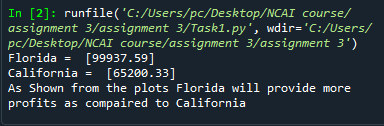 In [2]: runfile('C:/Users/pc/Desktop/NCAI course/
assignment 3/assignment 3/Task1.py', wdir='C:/Users/
pc/Desktop/NCAI course/assignment 3/assignment 3')
Florida =  [99937.59]
California =  [65200.33]
As Shown from the plots Florida will provide more
profits as compaired to California